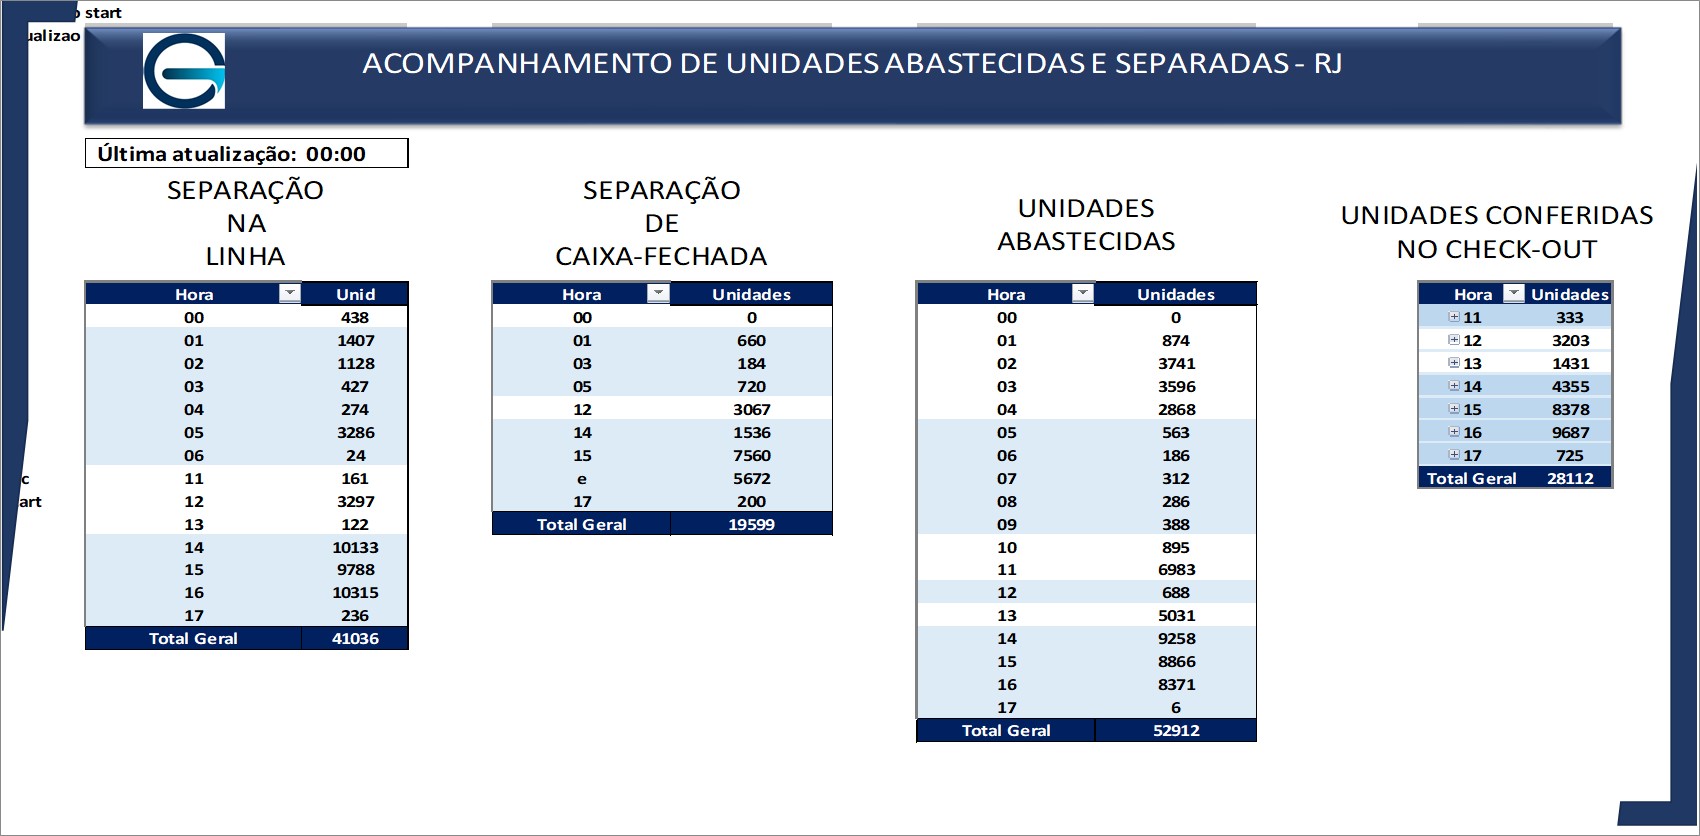 start
ualizao
ACOMPANHAMENTO DE UNIDADES ABASTECIDAS E SEPARADAS - RJ
Última atualização: 00:00
SEPARAÇÃO
NA
LINHA
Hora Unid
00 438
01 1407
02 1128
03 427
04 274
05 3286
06 24
11 161
12 3297
13 122
14 10133
15 9788
16 10315
17 236
Total Geral 41036
SEPARAÇÃO
DE
CAIXA-FECHADA
Hora Unidades
00 0
01 660
03 184
05 720
12 3067
14 1536
15 7560
e 5672
17 200
Total Geral 19599
UNIDADES
ABASTECIDAS
Hora Unidades
00 0
01 874
02 3741
03 3596
04 2868
05 563
06 186
07 312
08 286
09 388
10 895
11 6983
12 688
13 5031
14 9258
15 8866
16 8371
17 6
Total Geral 52912
UNIDADES CONFERIDAS
NO CHECK-OUT
Hora Unidades
11 333
12 3203
13 1431
14 4355
15 8378
16 9687
17 725
Total Geral 28112
c
art